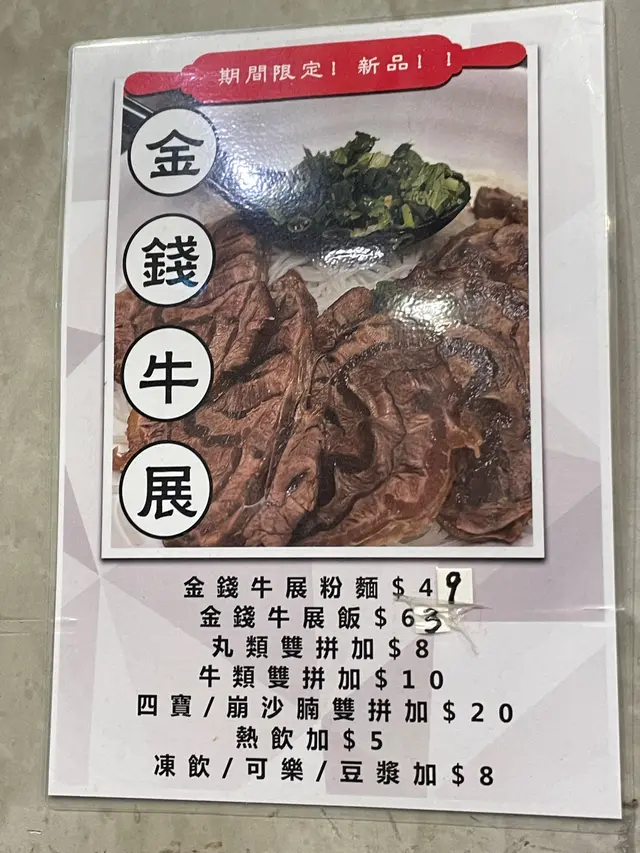 期間限定! 新品!!
金
錢
牛
展
金錢牛展粉麵$49
金錢牛展飯$63
丸類雙拼加$8
牛類雙拼加$10
四寶/崩沙腩雙拼加$20
熱飲加$5
凍飲/可樂/豆漿加$8